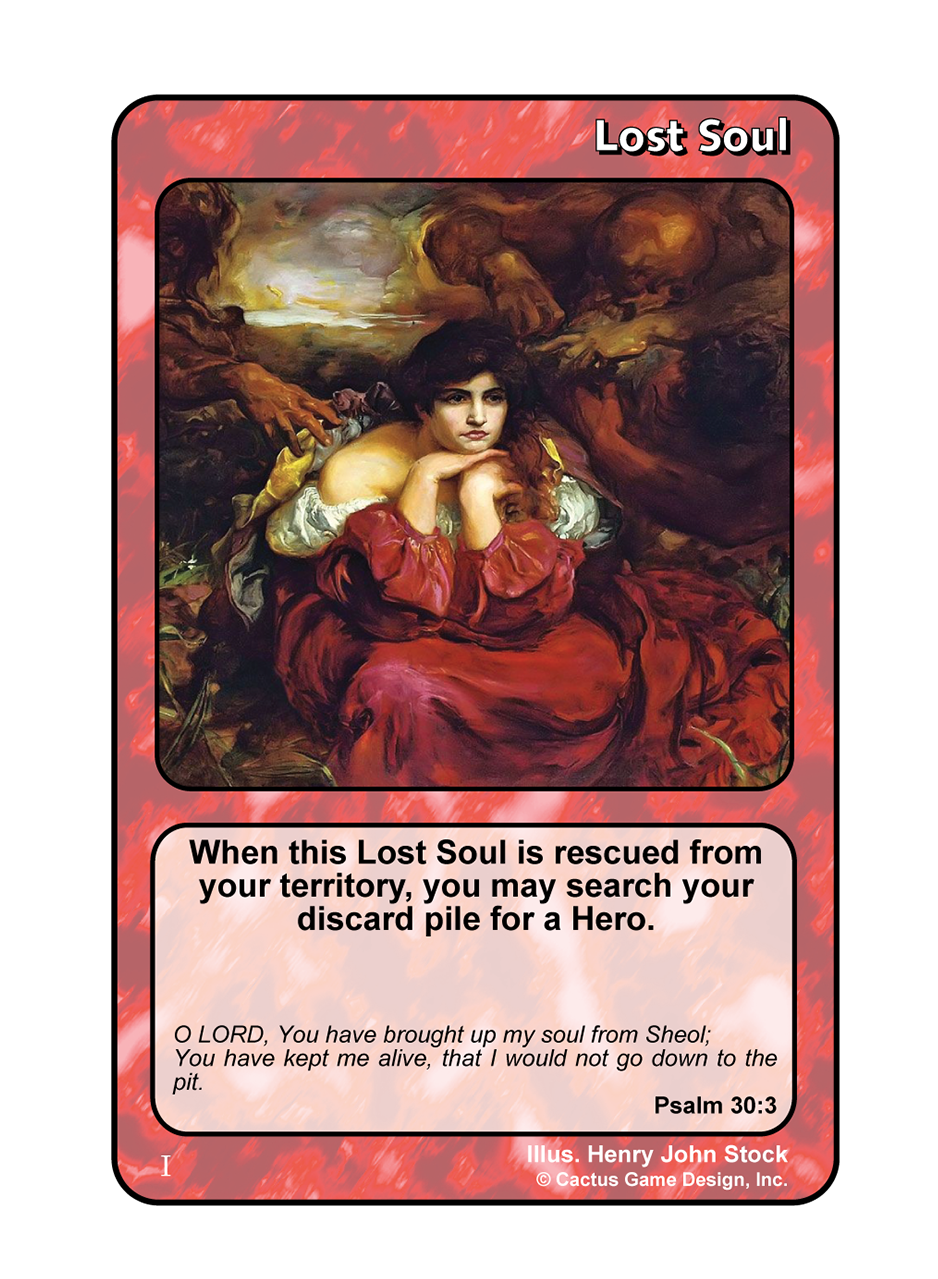 Lost Soul
When this Lost Soul is rescued from
your territory, you may search your
discard pile for a Hero.
O LORD, You have brought up my soul from Sheol;
You have kept me alive, that I would not go down to the
pit.
Psalm 30:3
Illus. Henry John Stock
I
© Cactus Game Design, Inc.